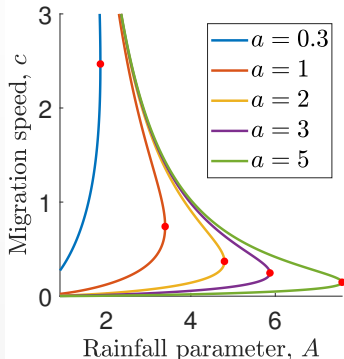 3
2
1
0
Migration speed, c
2
4
6
Rainfall parameter, A
a = 0.3
a = 1
a = 2
a = 3
a = 5